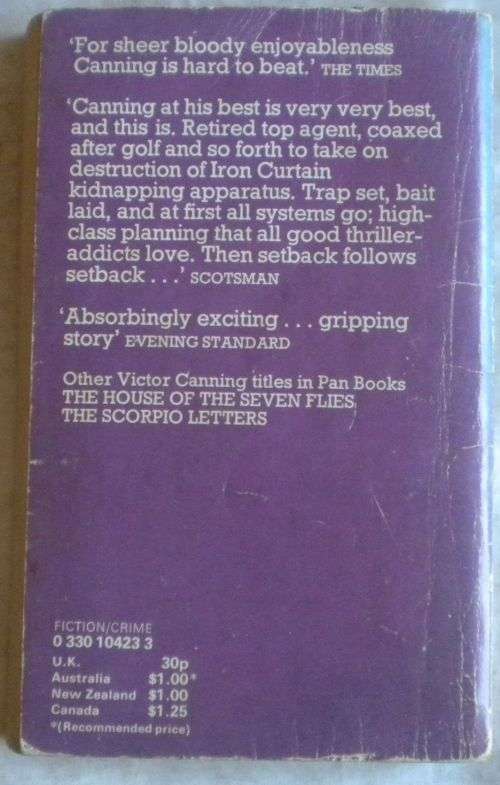 ‘For sheer bloody enjoyableness
Canning is hard to beat.’ THE TIMES
‘Canning at his best is very very best,
and this is. Retired top agent, coaxed
after golf and so forth to take on
destruction of Iron Curtain
kidnapping apparatus. Trap set, bait
laid, and at first all systems go; high-
class planning that all good thriller-
addicts love. Then setback follows
setback . . .’ SCOTSMAN
‘Absorbingly exciting . . . gripping
story’ EVENING STANDARD
Other Victor Canning titles in Pan Books
THE HOUSE OF THE SEVEN FLIES
THE SCORPIO LETTERS
FICTION/CRIME
0 330 10423 3
U.K. 30p
Australia $1.00*
New Zealand $1.00
Canada $1.25
*(Recommended price)